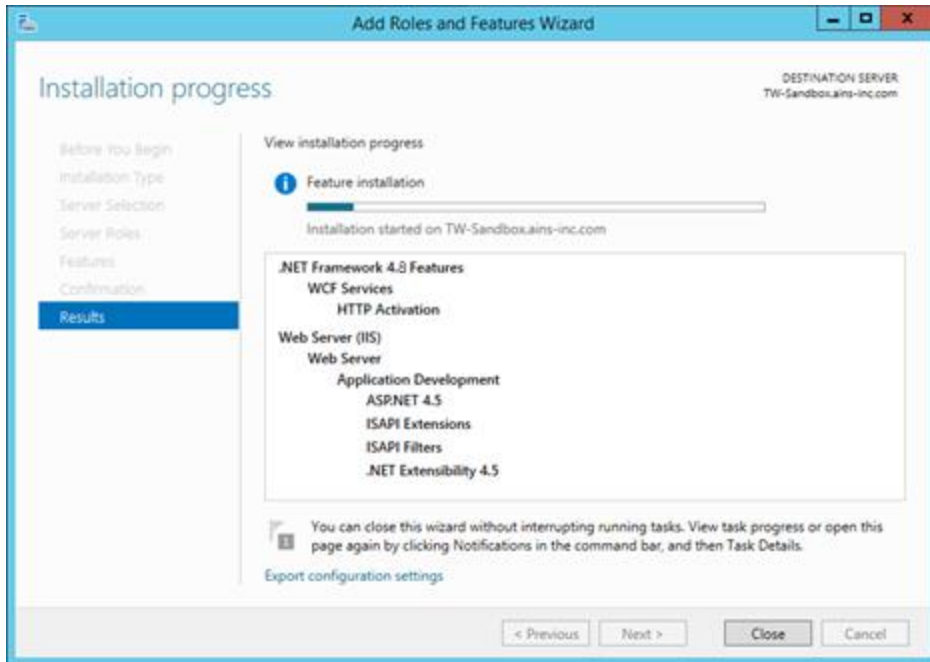 Add Roles and Features Wizard
Installation progress
DESTINATION SERVER
TW-Sandbox.ains-inc.com
Before You Begin
Installation Type
Server Selection
Server Roles
Features
Confirmation
Results
View installation progress
Feature installation
Installation started on TW-Sandbox.ains-inc.com
.NET Framework 4.8 Features
WCF Services
HTTP Activation
Web Server (IIS)
Web Server
Application Development
ASP.NET 4.5
ISAPI Extensions
ISAPI Filters
.NET Extensibility 4.5
You can close this wizard without interrupting running tasks. View task progress or open this
page again by clicking Notifications in the command bar, and then Task Details.
Export configuration settings
< Previous
Next >
Close
Cancel